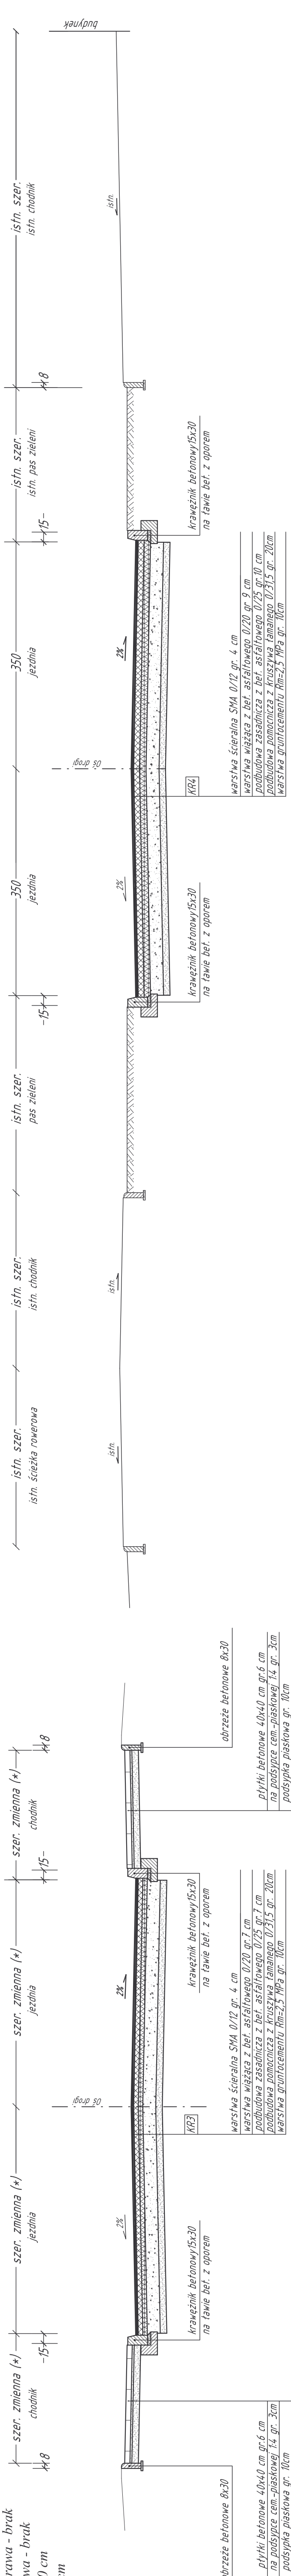 istn. szer.
istn. ścieżka rowerowa
istn. szer.
istn. chodnik
istn. szer.
pas zieleni
15
350
jezdnia
350
jezdnia
15
istn. szer.
istn. pas zieleni
8
istn. szer.
istn. chodnik
istn.
istn.
2%
Oś drogi
2%
istn.
budynek
krawężnik betonowy15x30
na ławie bet. z oporem
KR4
krawężnik betonowy15x30
na ławie bet. z oporem
warstwa ścieralna SMA 0/12 gr. 4 cm
warstwa wiążąca z bet. asfaltowego 0/20 gr 9 cm
podbudowa zasadnicza z bet. asfaltowego 0/25 gr.10 cm
podbudowa pomocnicza z kruszywa łamanego 0/31,5 gr. 20cm
warstwa gruntocementu Rm=2,5 MPa gr. 10cm
rawa - brak
wa - brak
0 cm
cm
8
szer. zmienna (*)
chodnik
15
szer. zmienna (*)
jezdnia
szer. zmienna (*)
jezdnia
15
szer. zmienna (*)
chodnik
8
2%
Oś drogi
2%
obrzeże betonowe 8x30
płytki betonowe 40x40 cm gr.6 cm
na podsypce cem.-piaskowej 1:4 gr. 3cm
podsypka piaskowa gr. 10cm
krawężnik betonowy15x30
na ławie bet. z oporem
KR3
krawężnik betonowy15x30
na ławie bet. z oporem
warstwa ścieralna SMA 0/12 gr. 4 cm
warstwa wiążąca z bet. asfaltowego 0/20 gr.7 cm
podbudowa zasadnicza z bet. asfaltowego 0/25 gr.7 cm
podbudowa pomocnicza z kruszywa łamanego 0/31,5 gr. 20cm
warstwa gruntocementu Rm=2,5 MPa gr. 10cm
obrzeże betonowe 8x30
płytki betonowe 40x40 cm gr.6 cm
na podsypce cem.-piaskowej 1:4 gr. 3cm
podsypka piaskowa gr. 10cm